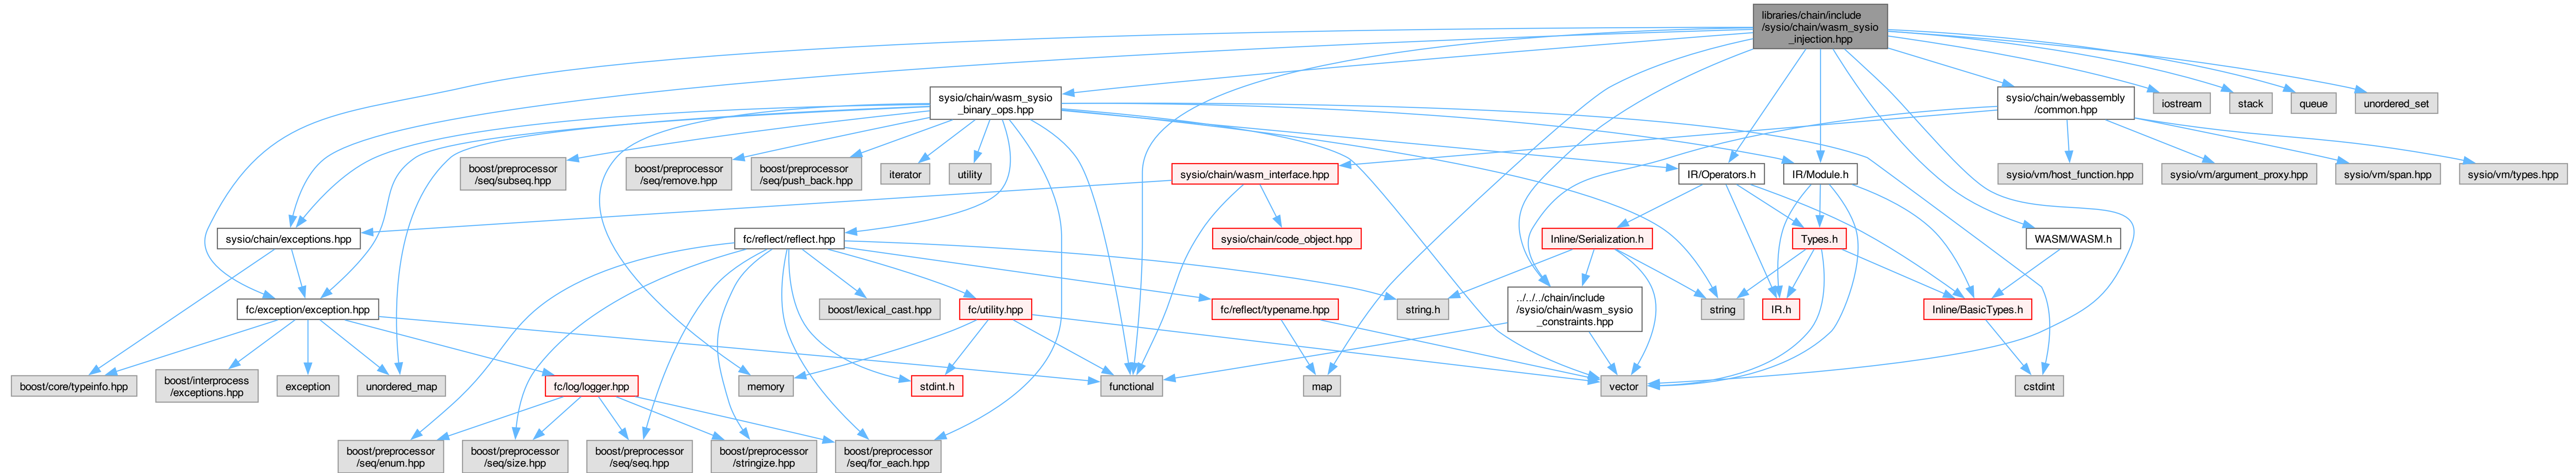 libraries/chain/include
/sysio/chain/wasm_sysio
_injection.hpp
sysio/chain/wasm_sysio
_binary_ops.hpp
sysio/chain/webassembly
/common.hpp
iostream
stack
queue
unordered_set
boost/preprocessor
/seq/subseq.hpp
boost/preprocessor
/seq/remove.hpp
boost/preprocessor
/seq/push_back.hpp
iterator
utility
sysio/chain/wasm_interface.hpp
IR/Operators.h
IR/Module.h
sysio/vm/host_function.hpp
sysio/vm/argument_proxy.hpp
sysio/vm/span.hpp
sysio/vm/types.hpp
sysio/chain/exceptions.hpp
fc/reflect/reflect.hpp
sysio/chain/code_object.hpp
Inline/Serialization.h
Types.h
WASM/WASM.h
fc/exception/exception.hpp
boost/lexical_cast.hpp
fc/utility.hpp
fc/reflect/typename.hpp
string.h
../../../chain/include
/sysio/chain/wasm_sysio
_constraints.hpp
string
IR.h
Inline/BasicTypes.h
boost/core/typeinfo.hpp
boost/interprocess
/exceptions.hpp
exception
unordered_map
fc/log/logger.hpp
memory
stdint.h
functional
map
vector
cstdint
boost/preprocessor
/seq/enum.hpp
boost/preprocessor
/seq/size.hpp
boost/preprocessor
/seq/seq.hpp
boost/preprocessor
/stringize.hpp
boost/preprocessor
/seq/for_each.hpp